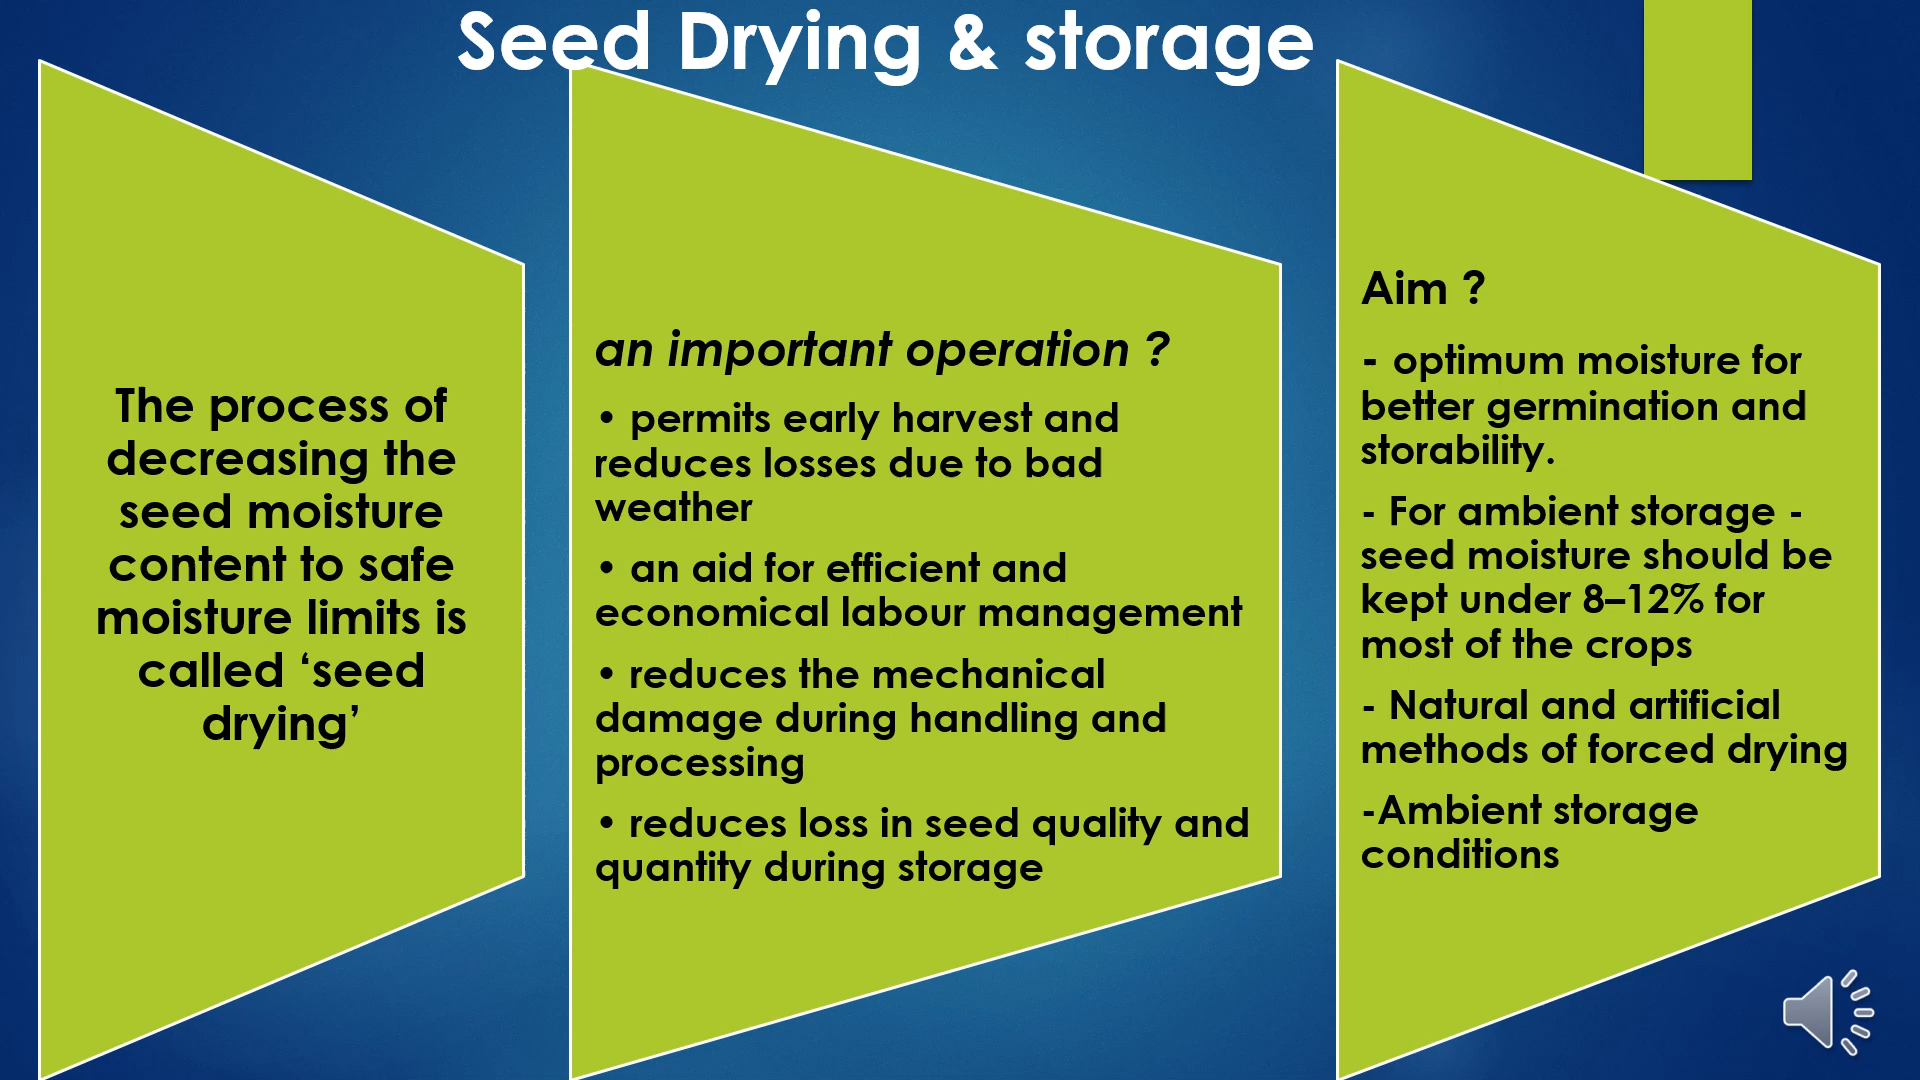 Seed Drying & storage
The process of
decreasing the
seed moisture
content to safe
moisture limits is
called ‘seed
drying’
an important operation ?
• permits early harvest and
reduces losses due to bad
weather
• an aid for efficient and
economical labour management
• reduces the mechanical
damage during handling and
processing
• reduces loss in seed quality and
quantity during storage
Aim ?
- optimum moisture for
better germination and
storability.
- For ambient storage -
seed moisture should be
kept under 8–12% for
most of the crops
- Natural and artificial
methods of forced drying
-Ambient storage
conditions